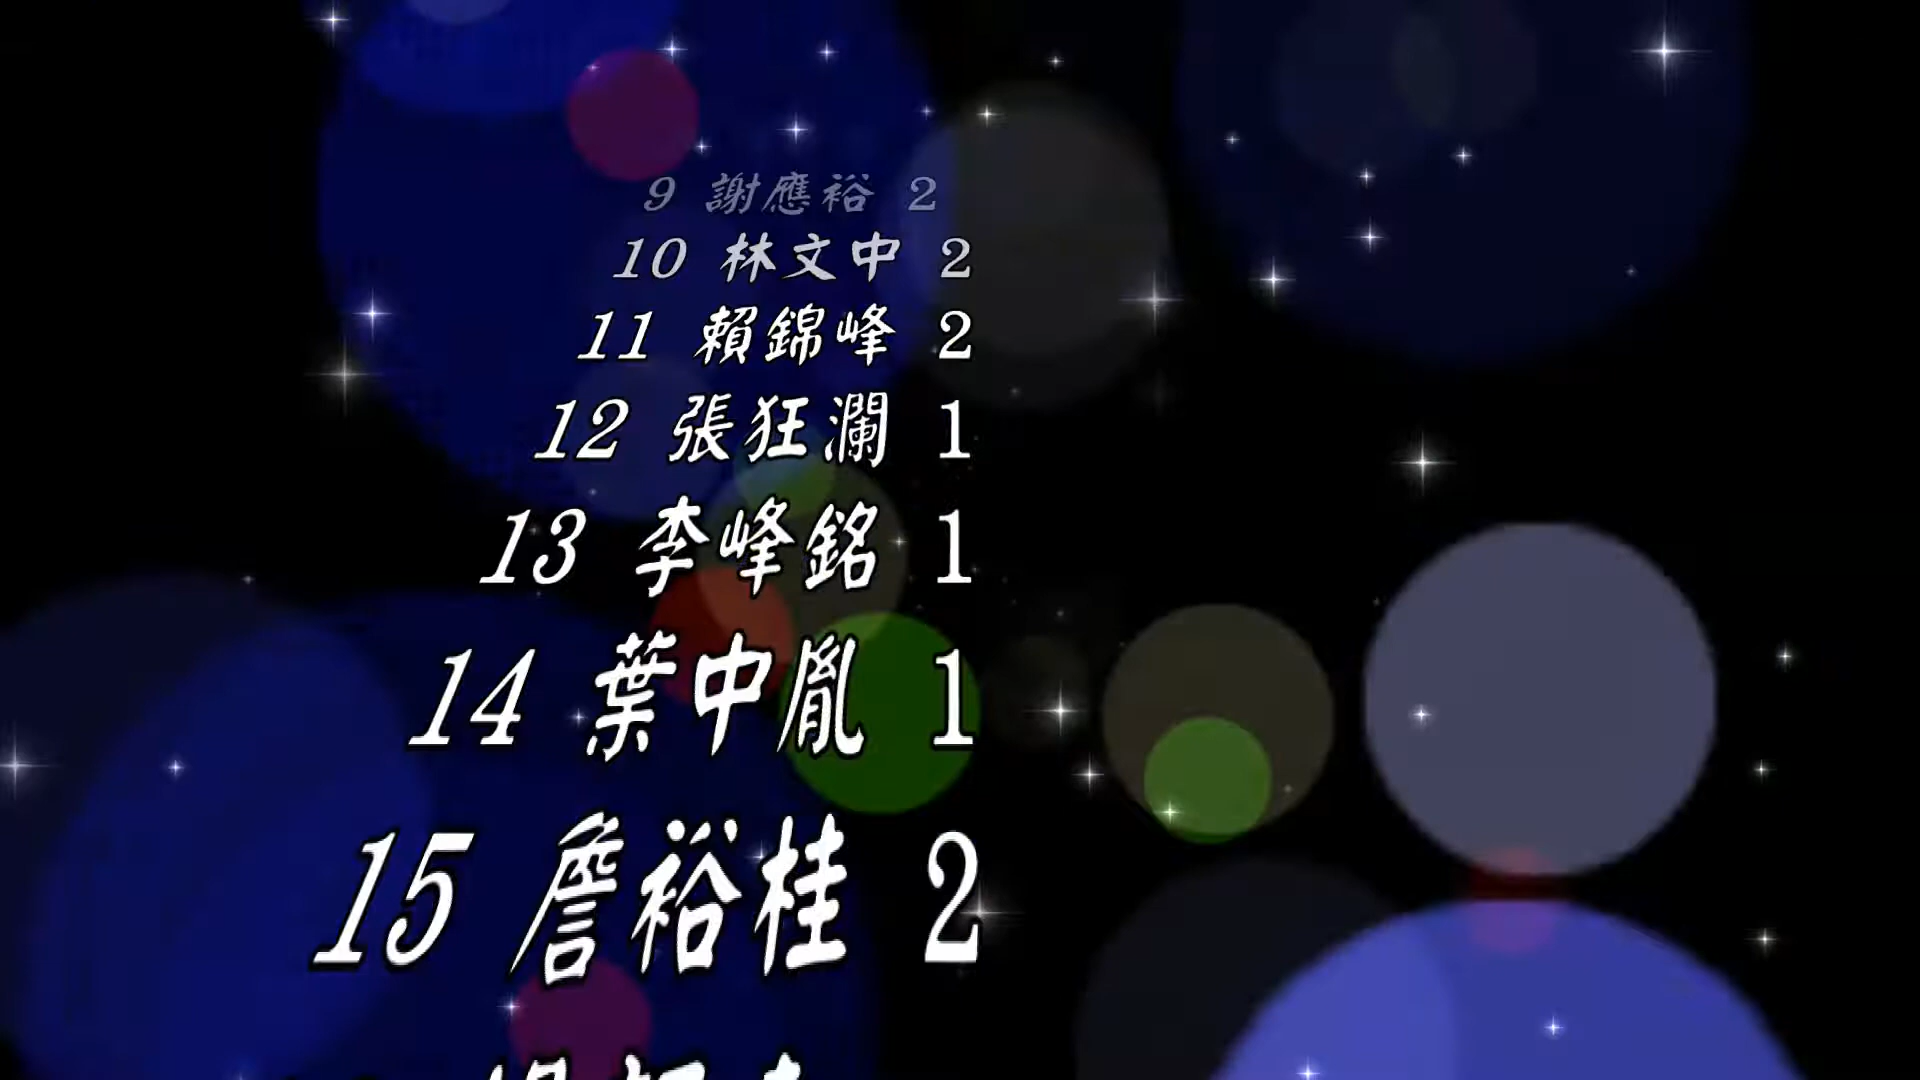 9 謝應裕 2
10 林文中 2
11 賴錦峰 2
12 張狂瀾 1
13 李峰銘 1
14 葉中胤 1
15 詹裕桂 2